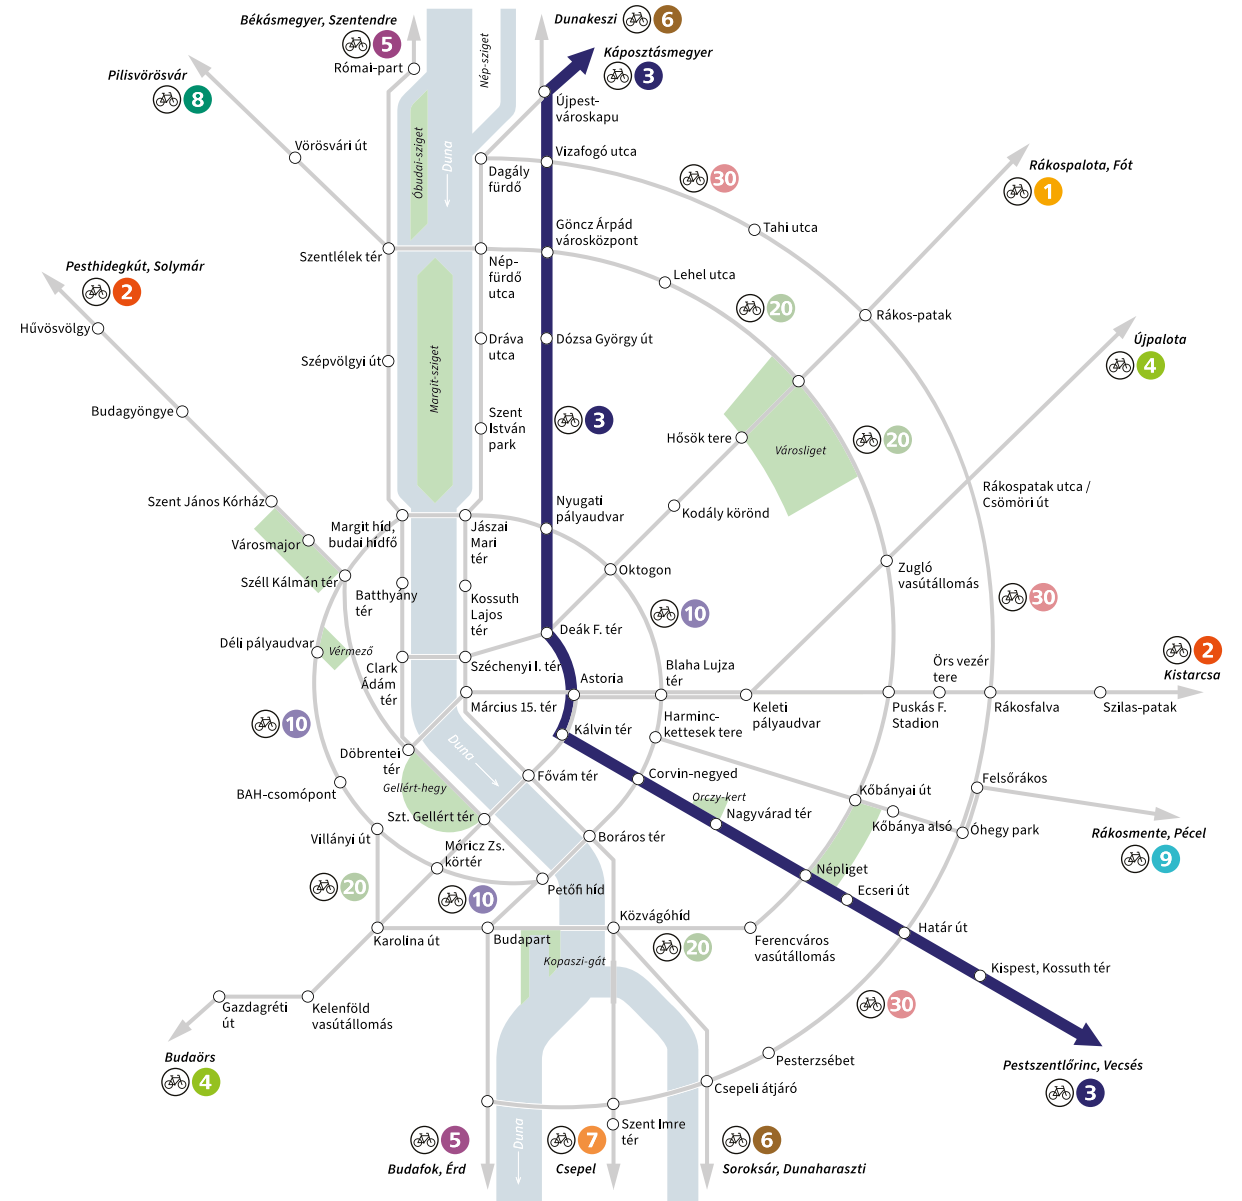 Békásmegyer, Szentendre
5
Római-part
Dunakeszi
6
Káposztásmegyer
3
Pilisvörösvár
8
Nép-sziget
Újpest-
városkapu
Vörösvári út
Óbudai-sziget
Duna
Vizafogó utca
Dagály
fürdő
30
Rákospalota, Fót
1
Tahi utca
Göncz Árpád
városközpont
Szentlélek tér
Nép-
fürdő
utca
Lehel utca
Pesthidegkút, Solymár
2
20
Rákos-patak
Hűvösvölgy
Dráva
utca
Dózsa György út
Újpalota
4
Szépvölgyi út
Margit-sziget
Budagyöngye
Szent
István
park
3
Hősök tere
Városliget
20
Rákospatak utca /
Csömöri út
Szent János Kórház
Nyugati
pályaudvar
Kodály körönd
Margit híd,
budai hídfő
Jászai
Mari
tér
Városmajor
Oktogon
Zugló
vasútállomás
Széll Kálmán tér
Batthyány
tér
Kossuth
Lajos
tér
10
30
Deák F. tér
Déli pályaudvar
Vérmező
Clark
Ádám
tér
Széchenyi I. tér
Blaha Lujza
tér
Örs vezér
tere
2
Kistarcsa
Astoria
Március 15. tér
Keleti
pályaudvar
Puskás F.
Stadion
Rákosfalva
Szilas-patak
10
Harminc-
kettesek tere
Kálvin tér
Döbrentei
tér
Duna
Fővám tér
Corvin-negyed
Felsőrákos
BAH-csomópont
Gellért-hegy
Orczy-kert
Kőbányai út
Szt. Gellért tér
Nagyvárad tér
Kőbánya alsó
Óhegy park
Rákosmente, Pécel
9
Villányi út
Boráros tér
Móricz Zs.
körtér
Népliget
20
10
Petőfi híd
Ecseri út
Közvágóhíd
Karolina út
Budapart
20
Ferencváros
vasútállomás
Határ út
Kopaszi-gát
Kispest, Kossuth tér
Gazdagréti
út
Kelenföld
vasútállomás
30
Budaörs
4
Pesterzsébet
Pestszentlőrinc, Vecsés
3
Csepeli átjáró
Duna
Szent Imre
tér
5
Budafok, Érd
7
Csepel
6
Soroksár, Dunaharaszti